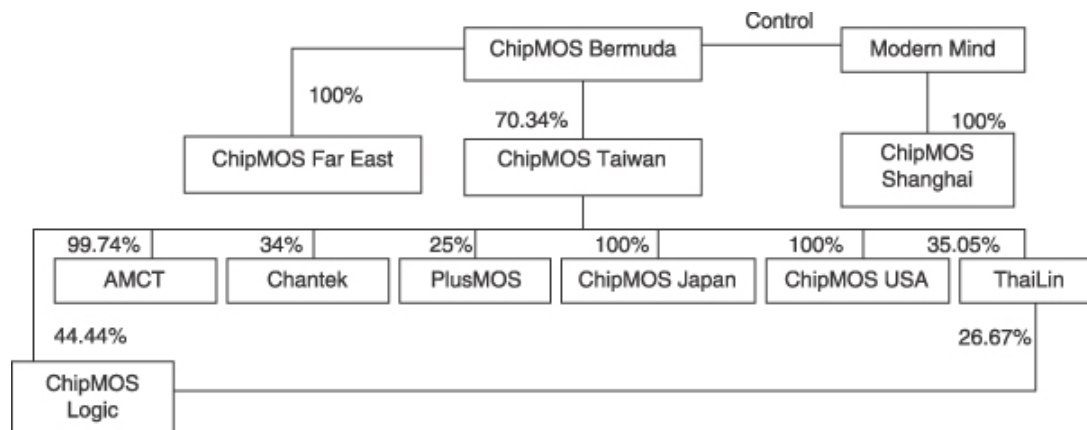 Control
ChipMOS Bermuda
Modern Mind
100%
70.34%
100%
ChipMOS Far East
ChipMOS Taiwan
ChipMOS
Shanghai
99.74%
34%
25%
100%
100%
35.05%
AMCT
Chantek
PlusMOS
ChipMOS Japan
ChipMOS USA
ThaiLin
44.44%
26.67%
ChipMOS
Logic